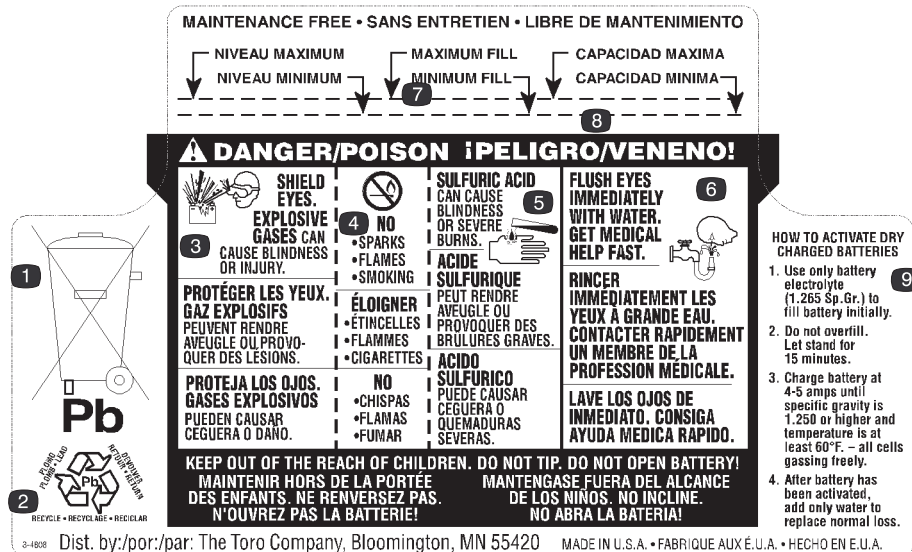 MAINTENANCE FREE • SANS ENTRETIEN • LIBRE DE MANTENIMIENTO
NIVEAU MAXIMUM
MAXIMUM FILL
CAPACIDAD MAXIMA
NIVEAU MINIMUM
MINIMUM FILL
CAPACIDAD MINIMA
7
8
DANGER/POISON ¡PELIGRO/VENENO!
SHIELD
EYES.
EXPLOSIVE
GASES CAN
CAUSE BLINDNESS
OR INJURY.
3
PROTÉGER LES YEUX.
GAZ EXPLOSIFS
PEUVENT RENDRE
AVEUGLE OU PROVO-
QUER DES LESIONS.
PROTEJA LOS OJOS.
GASES EXPLOSIVOS
PUEDEN CAUSAR
CEGUERA O DAÑO.
4
NO
•SPARKS
•FLAMES
•SMOKING
ÉLOIGNER
•ÉTINCELLES
•FLAMMES
•CIGARETTES
NO
•CHISPAS
•FLAMAS
•FUMAR
SULFURIC ACID
CAN CAUSE
BLINDNESS
OR SEVERE
BURNS.
5
ACIDE
SULFURIQUE
PEUT RENDRE
AVEUGLE OU
PROVOQUER DES
BRULURES GRAVES.
ACIDO
SULFURICO
PUEDE CAUSAR
CEGUERA O
QUEMADURAS
SEVERAS.
FLUSH EYES
IMMEDIATELY
WITH WATER.
GET MEDICAL
HELP FAST.
6
RINCER
IMMÉDIATEMENT LES
YEUX À GRANDE EAU.
CONTACTER RAPIDEMENT
UN MEMBRE DE LA
PROFESSION MÉDICALE.
LAVE LOS OJOS DE
INMEDIATO. CONSIGA
AYUDA MEDICA RAPIDO.
KEEP OUT OF THE REACH OF CHILDREN. DO NOT TIP. DO NOT OPEN BATTERY!
MAINTENIR HORS DE LA PORTÉE
DES ENFANTS. NE RENVERSEZ PAS.
N'OUVREZ PAS LA BATTERIE!
MANTENGASE FUERA DEL ALCANCE
DE LOS NIÑOS. NO INCLINE.
NO ABRA LA BATERIA!
1
Pb
2
PLOMO
PLOMB • LEAD
DEVOLVER
RETOUR • RETURN
Pb
RECYCLE • RECYCLAGE • RECICLAR
HOW TO ACTIVATE DRY
CHARGED BATTERIES
9
1. Use only battery
electrolyte
(1.265 Sp.Gr.) to
fill battery initially.
2. Do not overfill.
Let stand for
15 minutes.
3. Charge battery at
4-5 amps until
specific gravity is
1.250 or higher and
temperature is at
least 60°F. – all cells
gassing freely.
4. After battery has
been activated,
add only water to
replace normal loss.
3-4808 Dist. by:/por:/par: The Toro Company, Bloomington, MN 55420 MADE IN U.S.A. • FABRIQUE AUX É.U.A. • HECHO EN E.U.A.